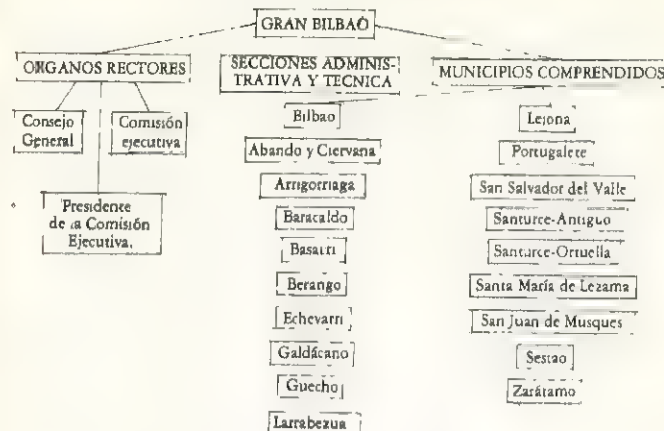 GRAN BILBAO
ORGANOS RECTORES
SECCIONES ADMINIS-
TRATIVA Y TECNICA
MUNICIPIOS COMPRENDIDOS
Consejo
General
Comisión
ejecutiva
Presidente
de la Comisión
Ejecutiva.
Bilbao
Abando y Ciervana
Arrigorriaga
Baracaldo
Basauri
Berango
Echevarri
Galdácano
Guecho
Larrabezua
Lejona
Portugalete
San Salvador del Valle
Santurce-Antiguo
Santurce-Ortuella
Santa María de Lezama
San Juan de Musques
Sestao
Zarátamo